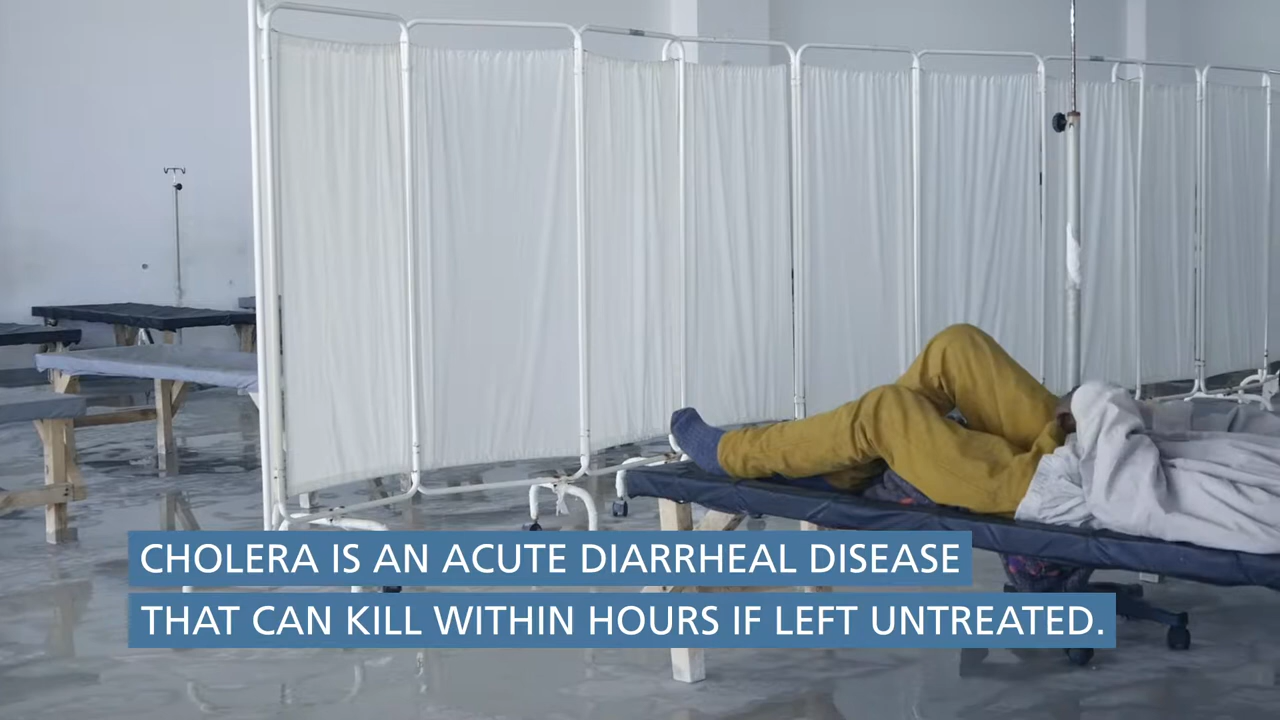 CHOLERA IS AN ACUTE DIARRHEAL DISEASE
THAT CAN KILL WITHIN HOURS IF LEFT UNTREATED.